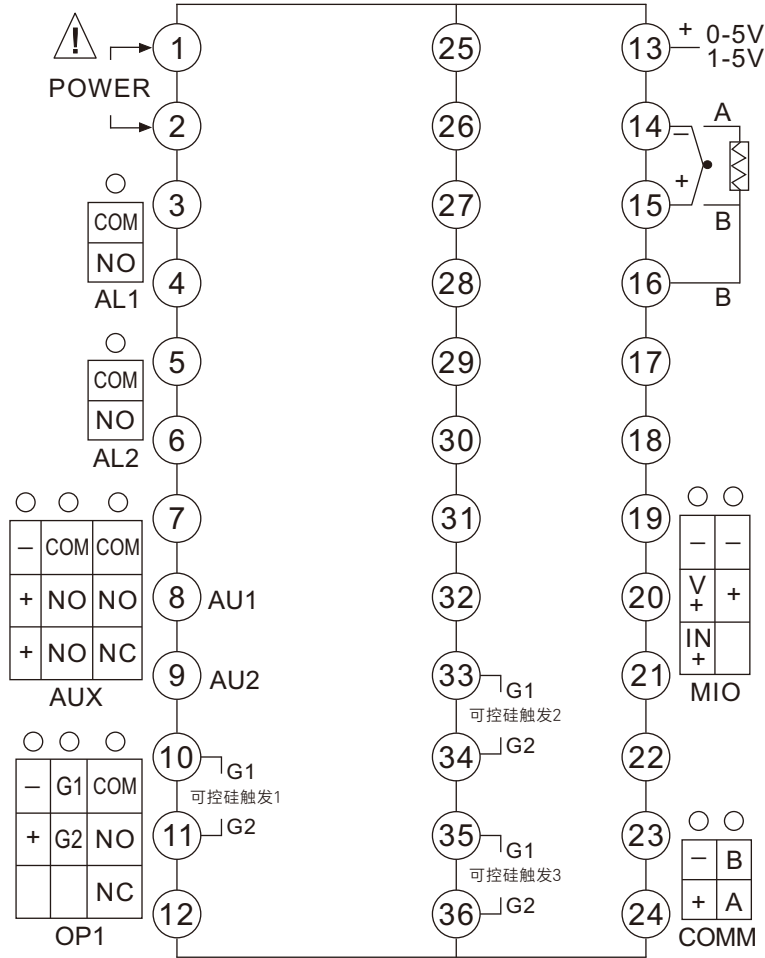 1
25
13
+ 0-5V
1-5V
POWER
2
26
14
–
A
+
3
27
15
B
COM
NO
AL1
4
28
16
B
5
29
17
COM
NO
AL2
6
30
18
7
31
19
– COM COM
+ NO NO
+ NO NC
AUX
8 AU1
32
20
– –
V
+ +
IN
+
MIO
9 AU2
33 G1
可控硅触发2
34 G2
21
22
10 G1
可控硅触发1
11 G2
– G1 COM
+ G2 NO
NC
OP1
12
35 G1
可控硅触发3
36 G2
23
24
– B
+ A
COMM